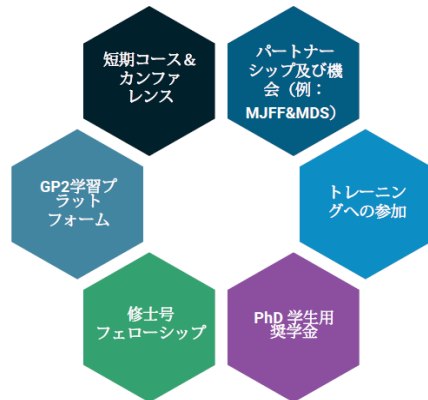 短期コース＆
カンファ
レンス
パートナー
シップ及び機
会（例：
MJFF&MDS）
GP2学習プ
ラット
フォーム
トレーニン
グへの参加
修士号
フェローシップ
PhD 学生用
奨学金